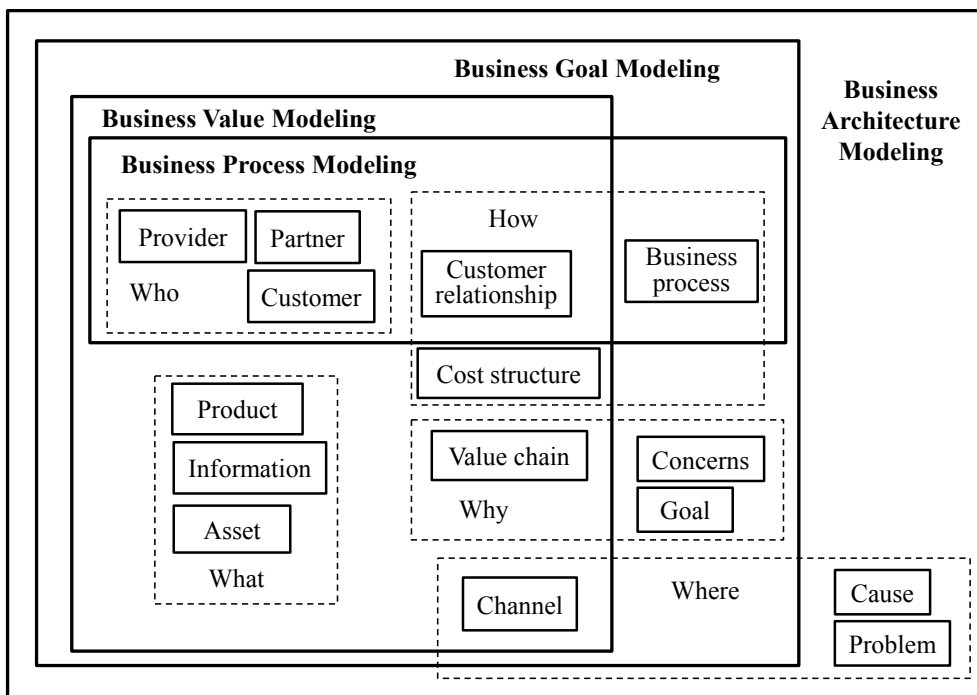 Business Goal Modeling
Business
Architecture
Modeling
Business Value Modeling
Business Process Modeling
How
Provider
Partner
Customer
relationship
Business
process
Who
Customer
Cost structure
Product
Information
Asset
What
Value chain
Concerns
Why
Goal
Channel
Where
Cause
Problem